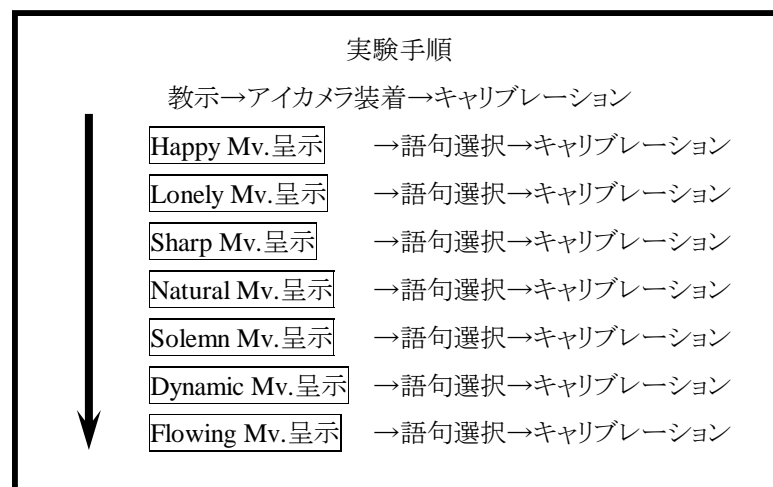 実験手順
教示→アイカメラ装着→キャリブレーション
Happy Mv.呈示 →語句選択→キャリブレーション
Lonely Mv.呈示 →語句選択→キャリブレーション
Sharp Mv.呈示 →語句選択→キャリブレーション
Natural Mv.呈示 →語句選択→キャリブレーション
Solemn Mv.呈示 →語句選択→キャリブレーション
Dynamic Mv.呈示 →語句選択→キャリブレーション
Flowing Mv.呈示 →語句選択→キャリブレーション